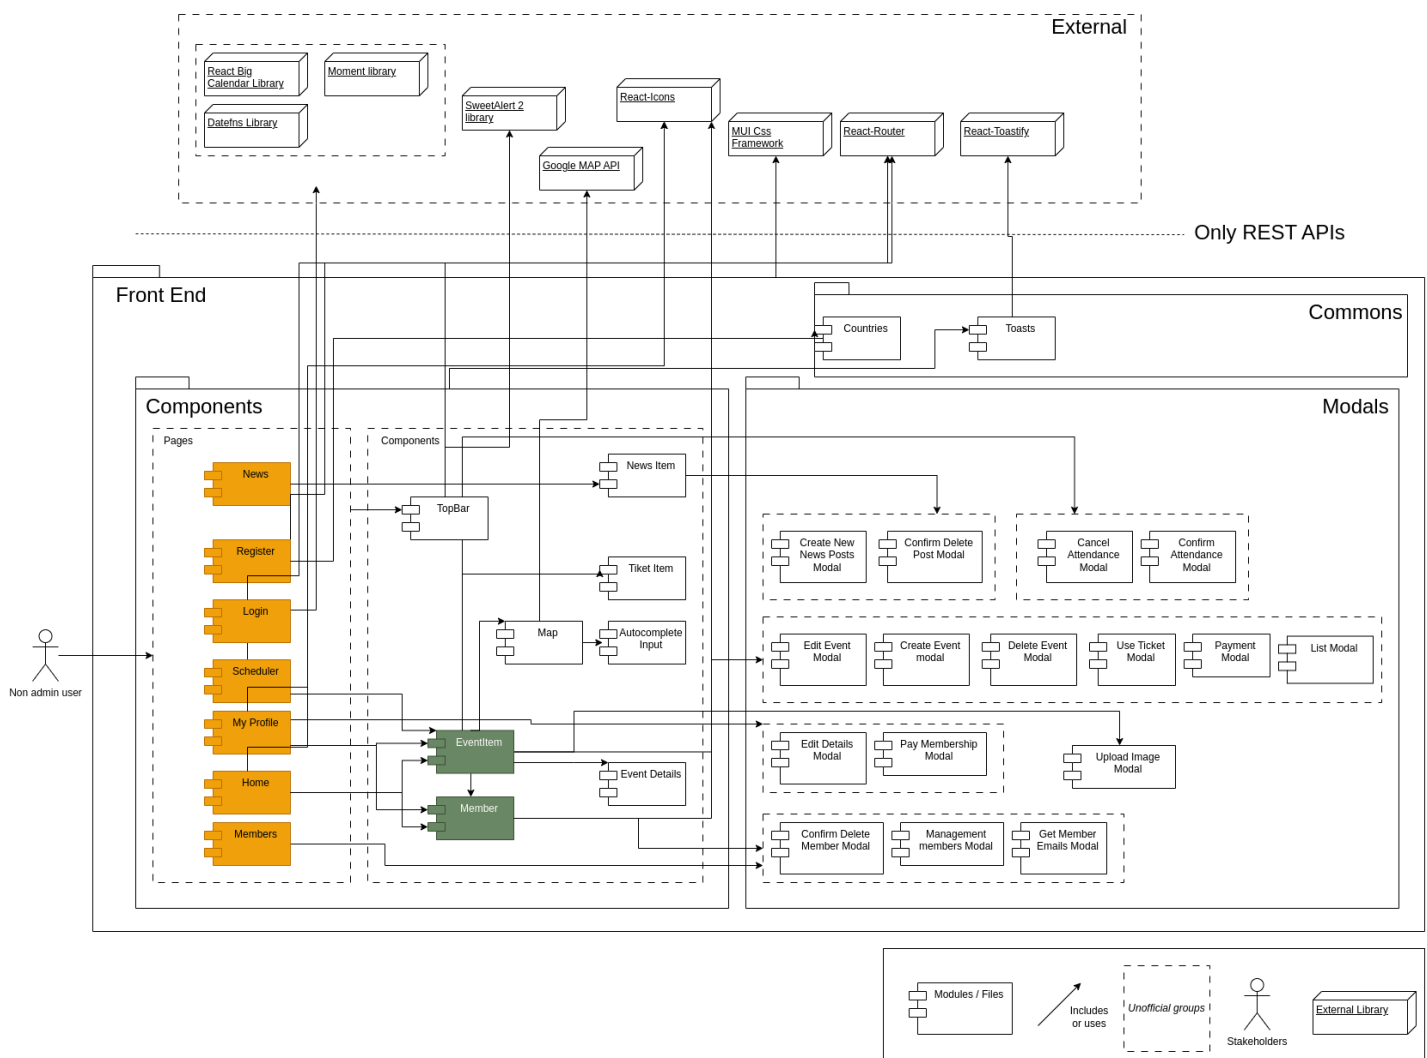 External
React Big
Calendar Library
Moment library
Datefns Library
SweetAlert 2
library
React-Icons
Google MAP API
MUI Css
Framework
React-Router
React-Toastify
Only REST APIs
Front End
Commons
Countries
Toasts
Components
Modals
Pages
Components
News
Register
Login
Scheduler
My Profile
Home
Members
News Item
TopBar
Tiket Item
Map
Autocomplete
Input
EventItem
Event Details
Member
Create New
News Posts
Modal
Confirm Delete
Post Modal
Cancel
Attendance
Modal
Confirm
Attendance
Modal
Edit Event
Modal
Create Event
modal
Delete Event
Modal
Use Ticket
Modal
Payment
Modal
List Modal
Edit Details
Modal
Pay Membership
Modal
Upload Image
Modal
Confirm Delete
Member Modal
Management
members Modal
Get Member
Emails Modal
Non admin user
Modules / Files
Includes
or uses
Unofficial groups
Stakeholders
External Library